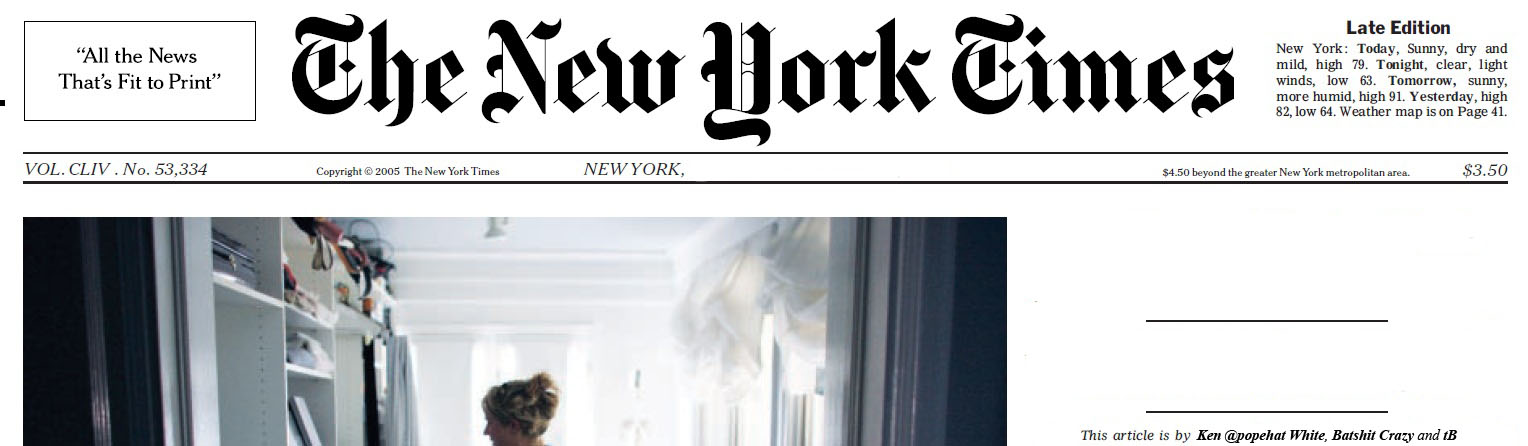 “All the News
That’s Fit to Print”
The New York Times
Late Edition
New York: Today, Sunny, dry and
mild, high 79. Tonight, clear, light
winds, low 63. Tomorrow, sunny,
more humid, high 91. Yesterday, high
82, low 64. Weather map is on Page 41.
VOL. CLIV . No. 53,334
Copyright © 2005 The New York Times
NEW YORK,
$4.50 beyond the greater New York metropolitan area.
$3.50
This article is by Ken @popehat White, Batshit Crazy and tB